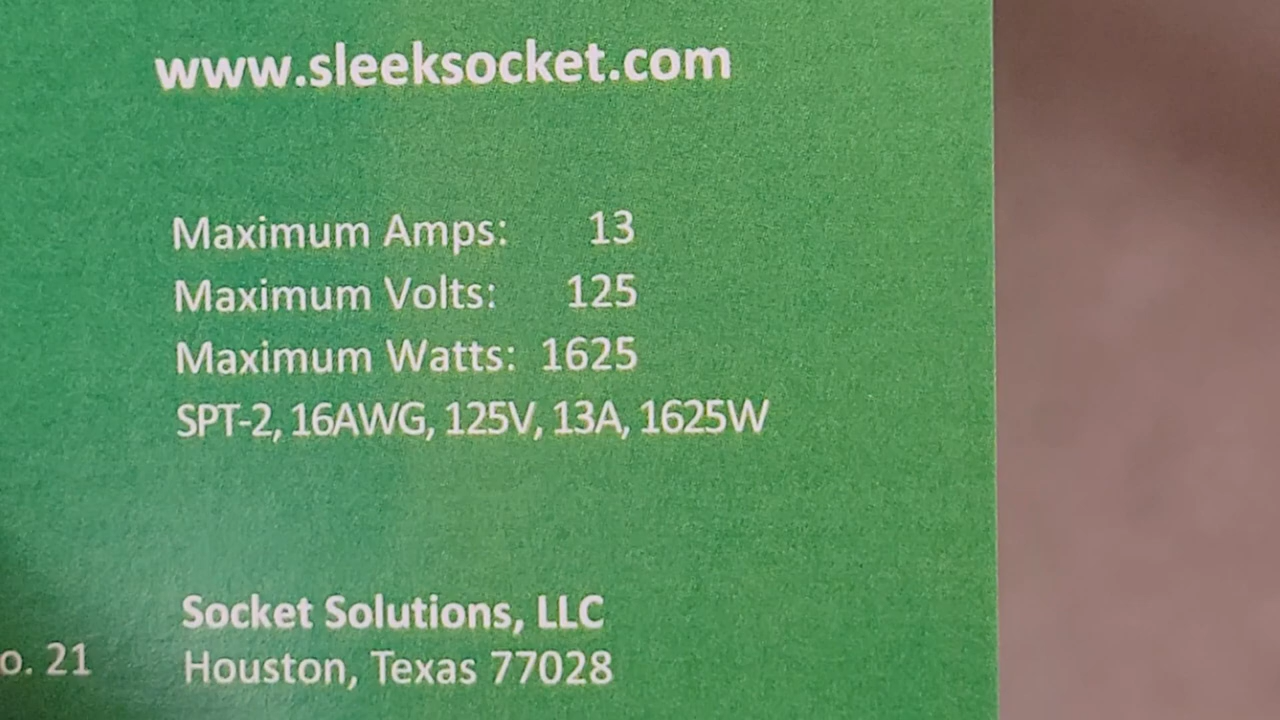 www.sleeksocket.com
Maximum Amps: 13
Maximum Volts: 125
Maximum Watts: 1625
SPT-2, 16AWG, 125V, 13A, 1625W
Socket Solutions, LLC
o. 21 Houston, Texas 77028